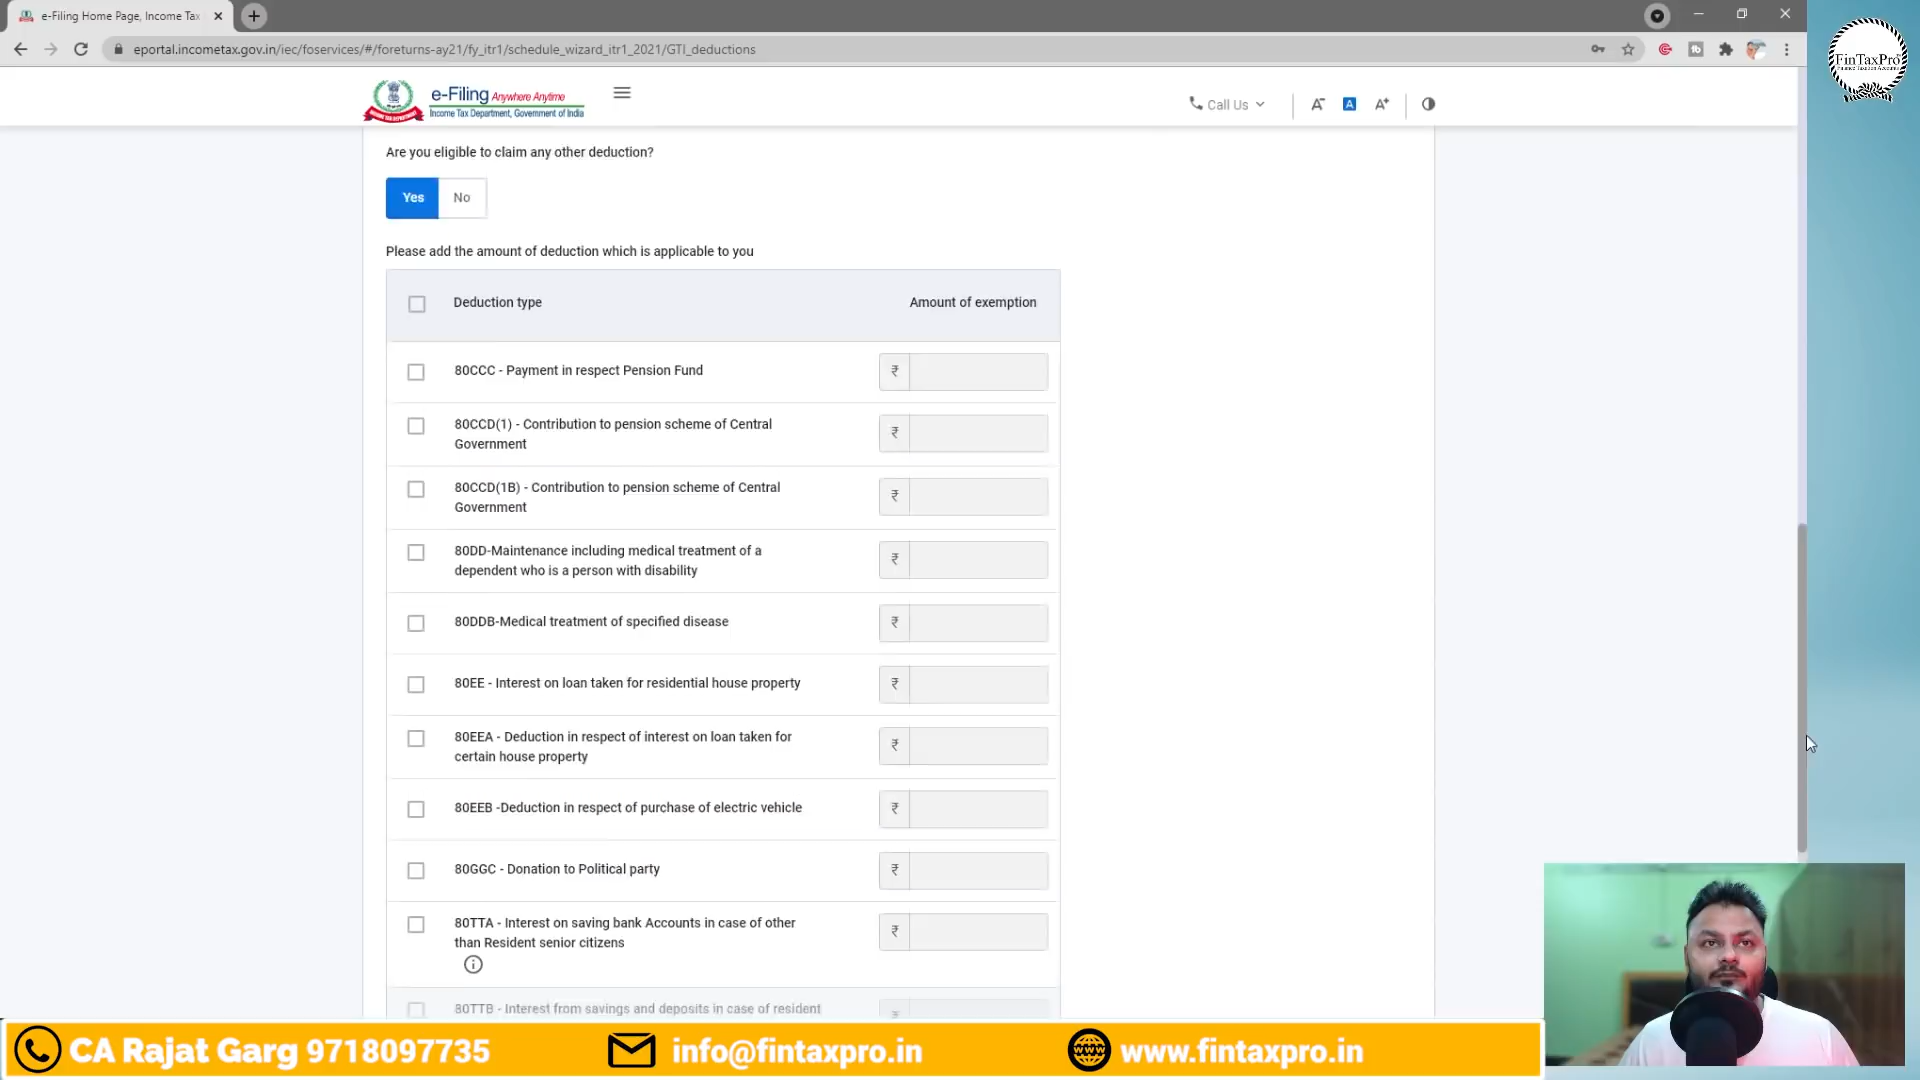 e-Filing Home Page, Income Tax
FinTaxPro
eportal.incometax.gov.in/iec/foservices/#/foreturns-ay21/fy_itr1/schedule_wizard_itr1_2021/GTI_deductions
e-Filing Anywhere Anytime
Income Tax Department, Government of India
Call Us
A-
A
A+
Are you eligible to claim any other deduction?
Yes
No
Please add the amount of deduction which is applicable to you
Deduction type
Amount of exemption
80CCC - Payment in respect Pension Fund
₹
80CCD(1) - Contribution to pension scheme of Central
Government
₹
80CCD(1B) - Contribution to pension scheme of Central
Government
₹
80DD-Maintenance including medical treatment of a
dependent who is a person with disability
₹
80DDB-Medical treatment of specified disease
₹
80EE - Interest on loan taken for residential house property
₹
80EEA - Deduction in respect of interest on loan taken for
certain house property
₹
80EEB -Deduction in respect of purchase of electric vehicle
₹
80GGC - Donation to Political party
₹
80TTA - Interest on saving bank Accounts in case of other
than Resident senior citizens
₹
80TTB - Interest from savings and deposits in case of resident
₹
CA Rajat Garg 9718097735
info@fintaxpro.in
www.fintaxpro.in